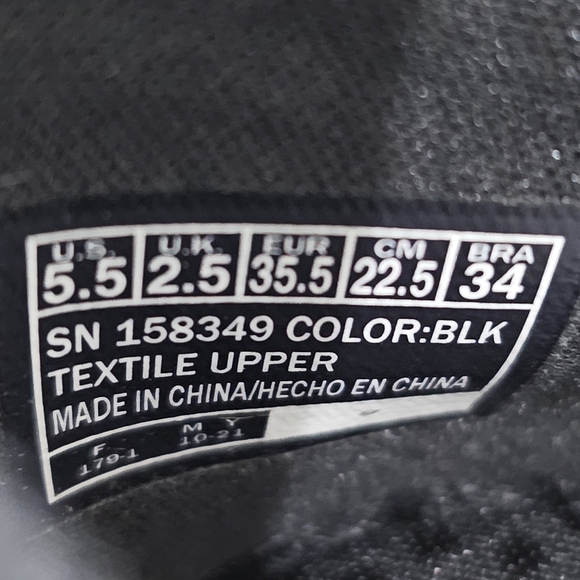 U.S. U.K. EUR CM BRA
5.5 2.5 35.5 22.5 34
SN 158349 COLOR:BLK
TEXTILE UPPER
MADE IN CHINA/HECHO EN CHINA
F. M Y
179-1 10-21